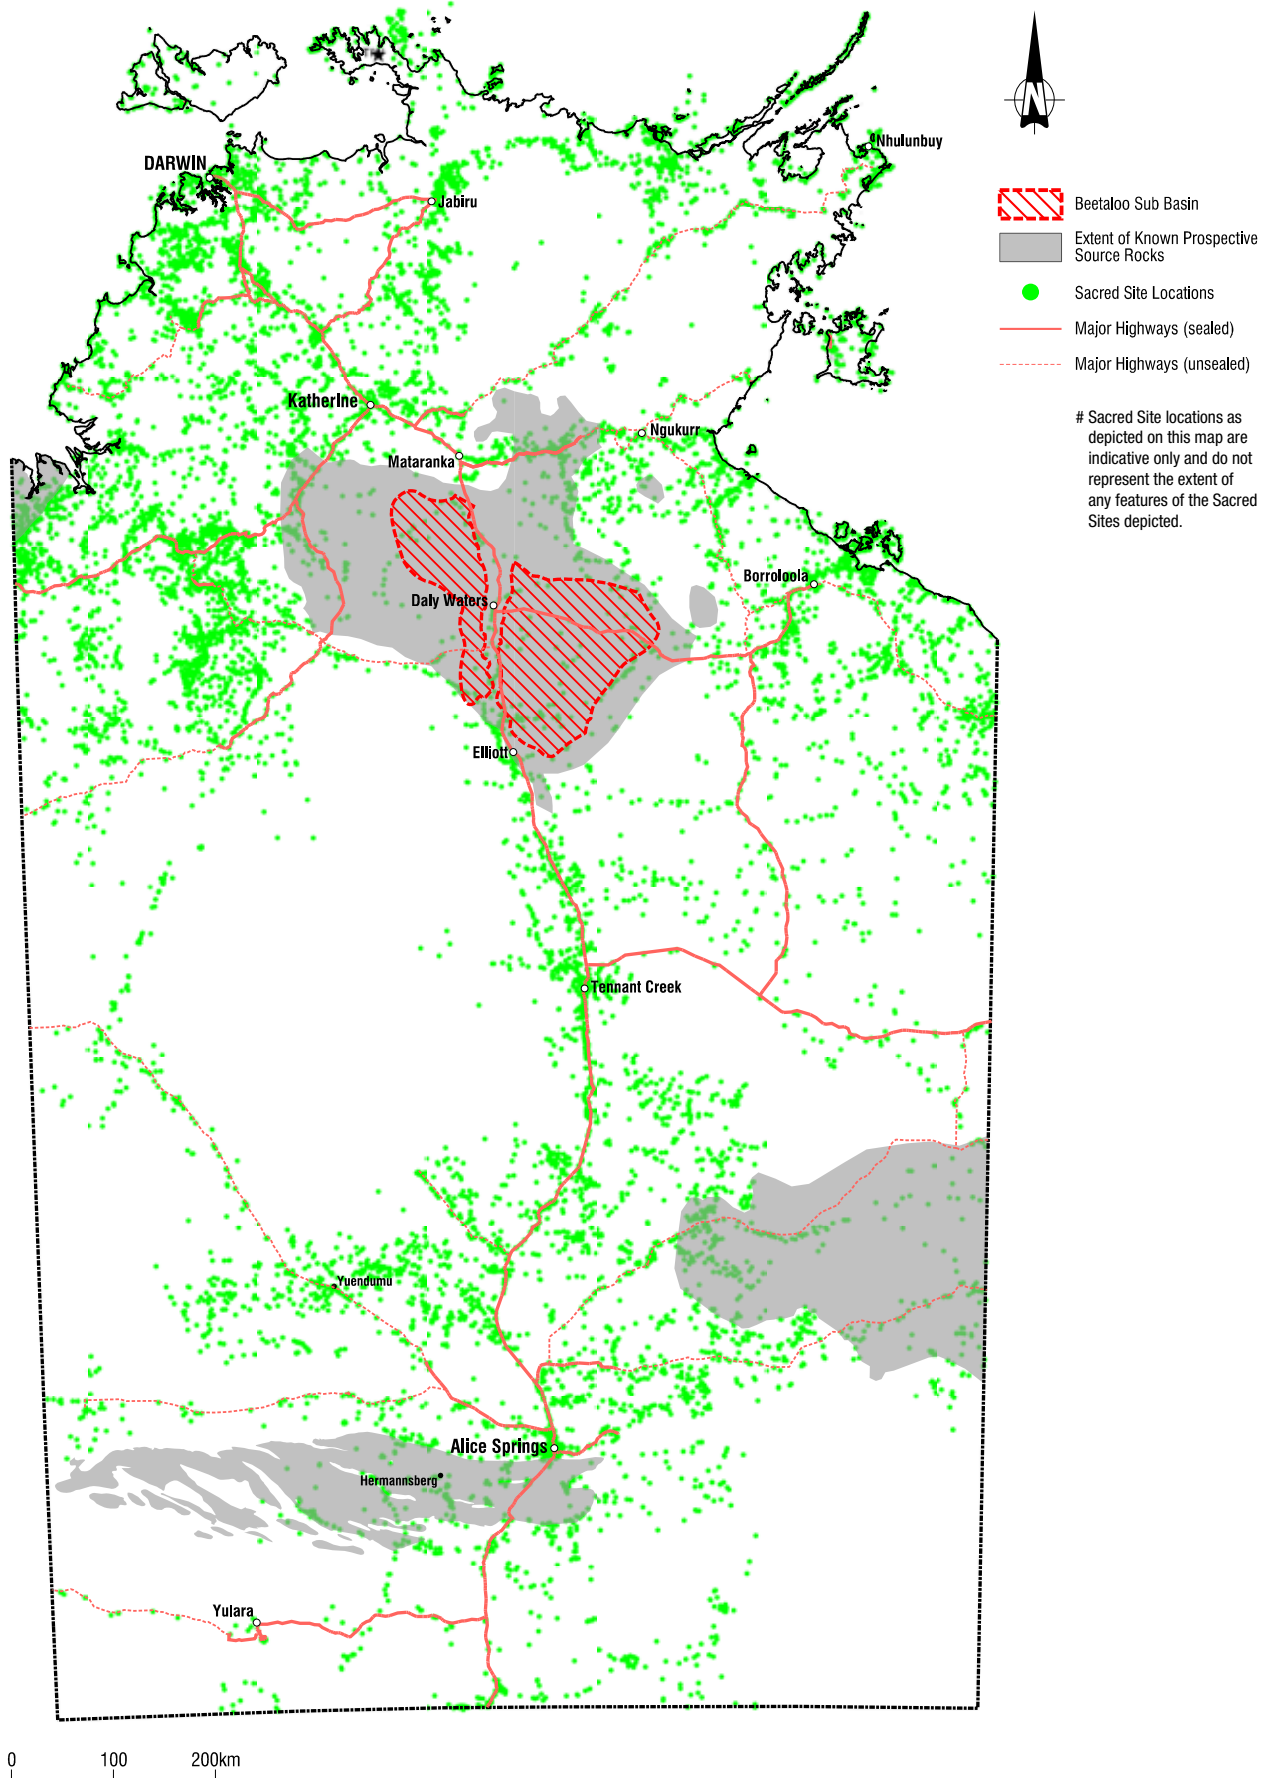 Nhulunbuy
DARWIN
Jabiru
Beetaloo Sub Basin
Extent of Known Prospective
Source Rocks
Sacred Site Locations
Major Highways (sealed)
Major Highways (unsealed)
Katherine
Ngukurr
Mataranka
# Sacred Site locations as
depicted on this map are
indicative only and do not
represent the extent of
any features of the Sacred
Sites depicted.
Borroloola
Daly Waters
Elliott
Tennant Creek
Yuendumu
Alice Springs
Hermannsberg
Yulara
0 100 200km